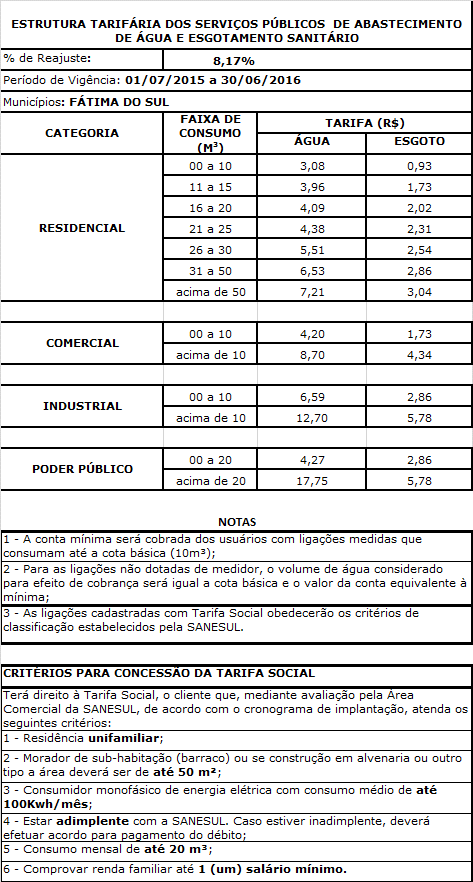 ESTRUTURA TARIFÁRIA DOS SERVIÇOS PÚBLICOS DE ABASTECIMENTO
DE ÁGUA E ESGOTAMENTO SANITÁRIO
% de Reajuste: 8,17%
Período de Vigência: 01/07/2015 a 30/06/2016
Municípios: FÁTIMA DO SUL
CATEGORIA FAIXA DE CONSUMO (M³) TARIFA (R$)
ÁGUA ESGOTO
RESIDENCIAL
00 a 10 3,08 0,93
11 a 15 3,96 1,73
16 a 20 4,09 2,02
21 a 25 4,38 2,31
26 a 30 5,51 2,54
31 a 50 6,53 2,86
acima de 50 7,21 3,04
COMERCIAL
00 a 10 4,20 1,73
acima de 10 8,70 4,34
INDUSTRIAL
00 a 10 6,59 2,86
acima de 10 12,70 5,78
PODER PÚBLICO
00 a 20 4,27 2,86
acima de 20 17,75 5,78
NOTAS
1 - A conta mínima será cobrada dos usuários com ligações medidas que
consumam até a cota básica (10m³);
2 - Para as ligações não dotadas de medidor, o volume de água considerado
para efeito de cobrança será igual a cota básica e o valor da conta equivalente à
mínima;
3 - As ligações cadastradas com Tarifa Social obedecerão os critérios de
classificação estabelecidos pela SANESUL.
CRITÉRIOS PARA CONCESSÃO DA TARIFA SOCIAL
Terá direito à Tarifa Social, o cliente que, mediante avaliação pela Área
Comercial da SANESUL, de acordo com o cronograma de implantação, atenda os
seguintes critérios:
1 - Residência unifamiliar;
2 - Morador de sub-habitação (barraco) ou se construção em alvenaria ou outro
tipo a área deverá ser de até 50 m²;
3 - Consumidor monofásico de energia elétrica com consumo médio de até
100Kwh/mês;
4 - Estar adimplente com a SANESUL. Caso estiver inadimplente, deverá
efetuar acordo para pagamento do débito;
5 - Consumo mensal de até 20 m³;
6 - Comprovar renda familiar até 1 (um) salário mínimo.